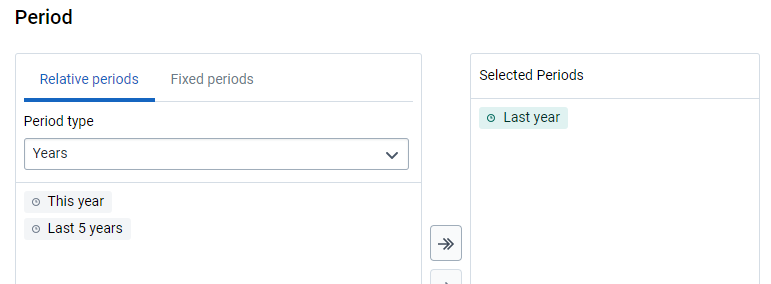 Period
Relative periods
Fixed periods
Period type
Years
This year
Last 5 years
Selected Periods
Last year